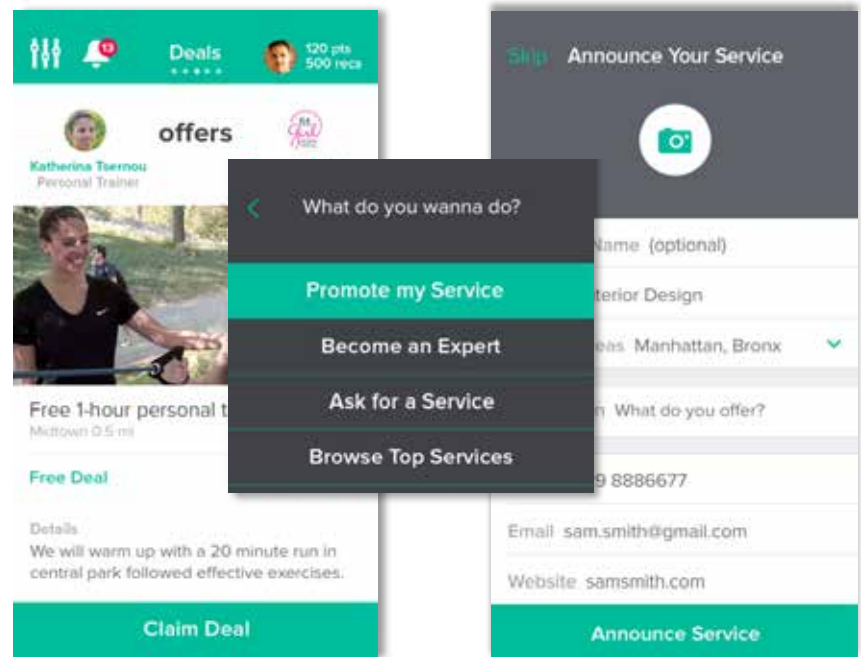 13
Deals
120 pts
500 recs
offers
Katherina Tsernou
Personal Trainer
Free 1-hour personal t
Midtown 0.5 mi
Free Deal
Details
We will warm up with a 20 minute run in
central park followed effective exercises.
Claim Deal
What do you wanna do?
Promote my Service
Become an Expert
Ask for a Service
Browse Top Services
Skip Announce Your Service
Name (optional)
terior Design
eas Manhattan, Bronx
n What do you offer?
9 8886677
Email sam.smith@gmail.com
Website samsmith.com
Announce Service